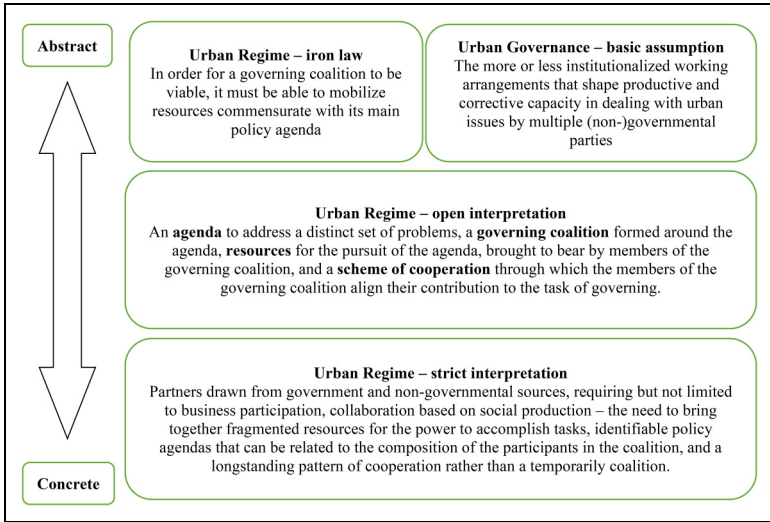 Abstract
Urban Regime – iron law
In order for a governing coalition to be
viable, it must be able to mobilize
resources commensurate with its main
policy agenda
Urban Governance – basic assumption
The more or less institutionalized working
arrangements that shape productive and
corrective capacity in dealing with urban
issues by multiple (non-)governmental
parties
Urban Regime – open interpretation
An agenda to address a distinct set of problems, a governing coalition formed around the
agenda, resources for the pursuit of the agenda, brought to bear by members of the
governing coalition, and a scheme of cooperation through which the members of the
governing coalition align their contribution to the task of governing.
Urban Regime – strict interpretation
Partners drawn from government and non-governmental sources, requiring but not limited
to business participation, collaboration based on social production – the need to bring
together fragmented resources for the power to accomplish tasks, identifiable policy
agendas that can be related to the composition of the participants in the coalition, and a
longstanding pattern of cooperation rather than a temporarily coalition.
Concrete